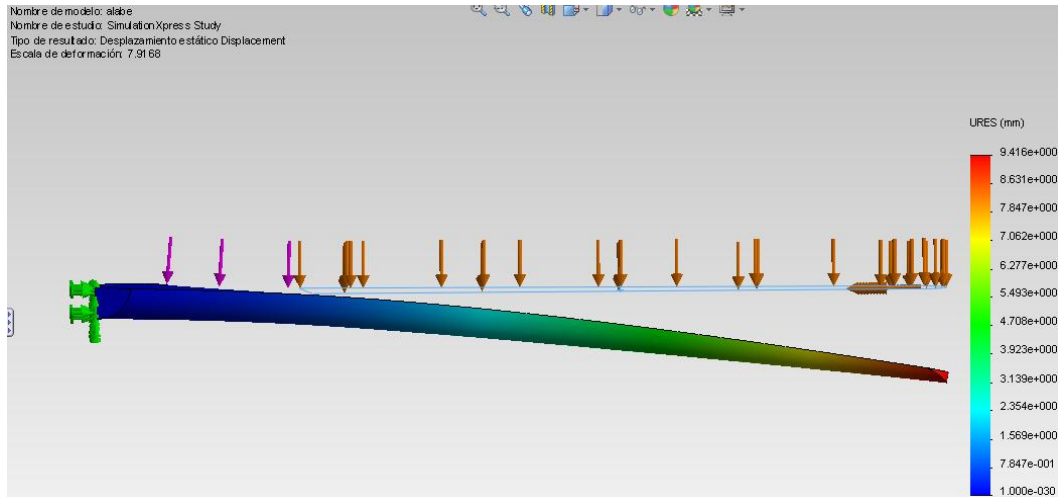 Nombre de modelo: alabe
Nombre de estudio: SimulationXpress Study
Tipo de resultado: Desplazamiento estático Displacement
Escala de deformación: 7.9168
URES (mm)
9.416e+000
8.631e+000
7.847e+000
7.062e+000
6.277e+000
5.493e+000
4.708e+000
3.923e+000
3.139e+000
2.354e+000
1.569e+000
7.847e-001
1.000e-030